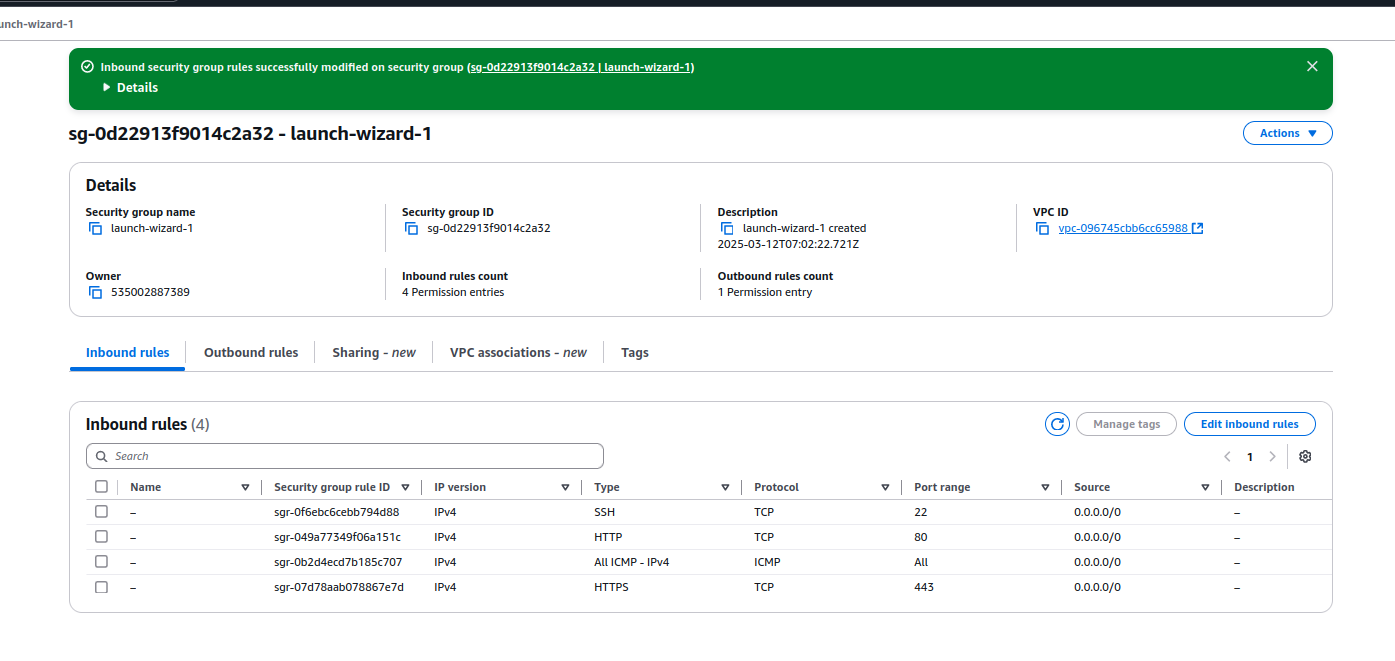 unch-wizard-1
Inbound security group rules successfully modified on security group (sg-0d22913f9014c2a32 | launch-wizard-1)
Details
sg-0d22913f9014c2a32 - launch-wizard-1
Actions
Details
Security group name
launch-wizard-1
Security group ID
sg-0d22913f9014c2a32
Description
launch-wizard-1 created
2025-03-12T07:02:22.721Z
VPC ID
vpc-096745cbb6cc65988
Owner
535002887389
Inbound rules count
4 Permission entries
Outbound rules count
1 Permission entry
Inbound rules Outbound rules Sharing - new VPC associations - new Tags
Inbound rules (4)
Manage tags
Edit inbound rules
Search
1
Name Security group rule ID IP version Type Protocol Port range Source Description
– sgr-0f6ebc6cebb794d88 IPv4 SSH TCP 22 0.0.0.0/0 –
– sgr-049a77349f06a151c IPv4 HTTP TCP 80 0.0.0.0/0 –
– sgr-0b2d4ecd7b185c707 IPv4 All ICMP - IPv4 ICMP All 0.0.0.0/0 –
– sgr-07d78aab078867e7d IPv4 HTTPS TCP 443 0.0.0.0/0 –